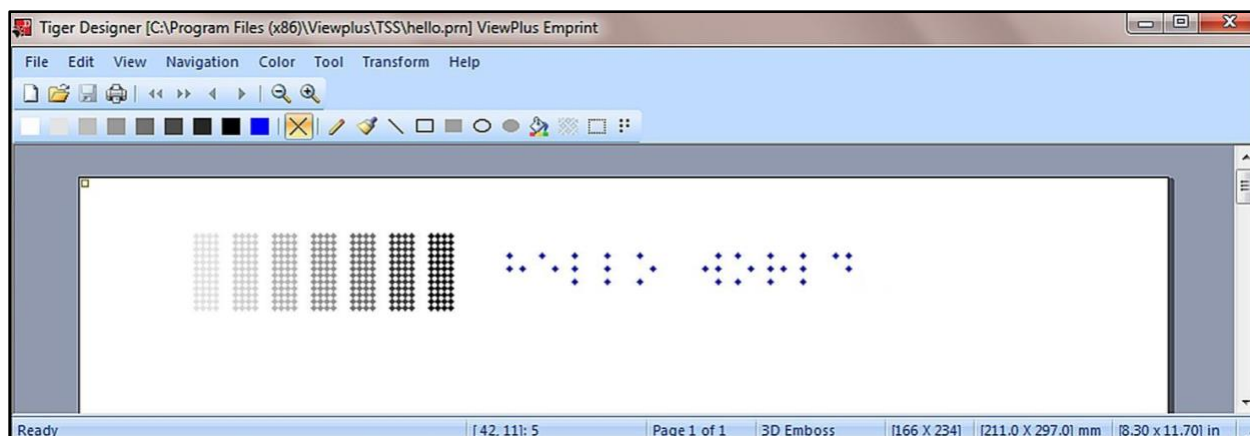 Tiger Designer [C:\Program Files (x86)\Viewplus\TSS\hello.prn] ViewPlus Emprint
File Edit View Navigation Color Tool Transform Help
⠓⠑⠇⠇⠕ ⠺⠕⠗⠇⠙
Ready [ 42, 11]: 5 Page 1 of 1 3D Emboss [166 X 234] [211.0 X 297.0] mm [8.30 x 11.70] in